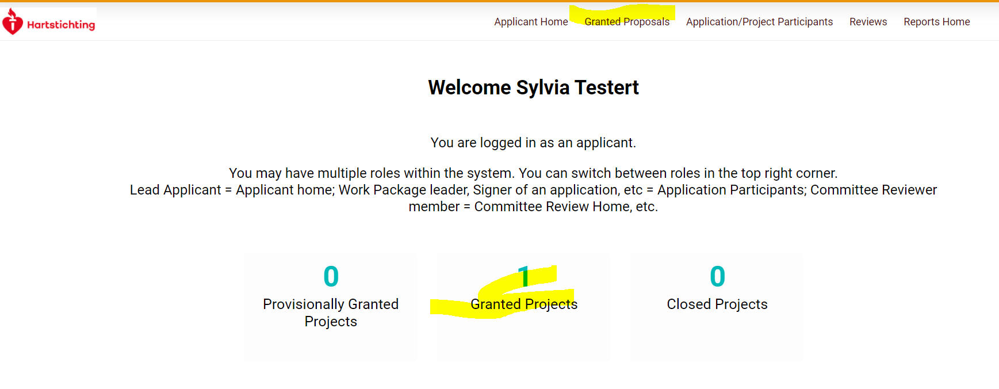 Hartstichting
Applicant Home Granted Proposals Application/Project Participants Reviews Reports Home
Welcome Sylvia Testert
You are logged in as an applicant.
You may have multiple roles within the system. You can switch between roles in the top right corner.
Lead Applicant = Applicant home; Work Package leader, Signer of an application, etc = Application Participants; Committee Reviewer
member = Committee Review Home, etc.
0
Provisionally Granted
Projects
1
Granted Projects
0
Closed Projects